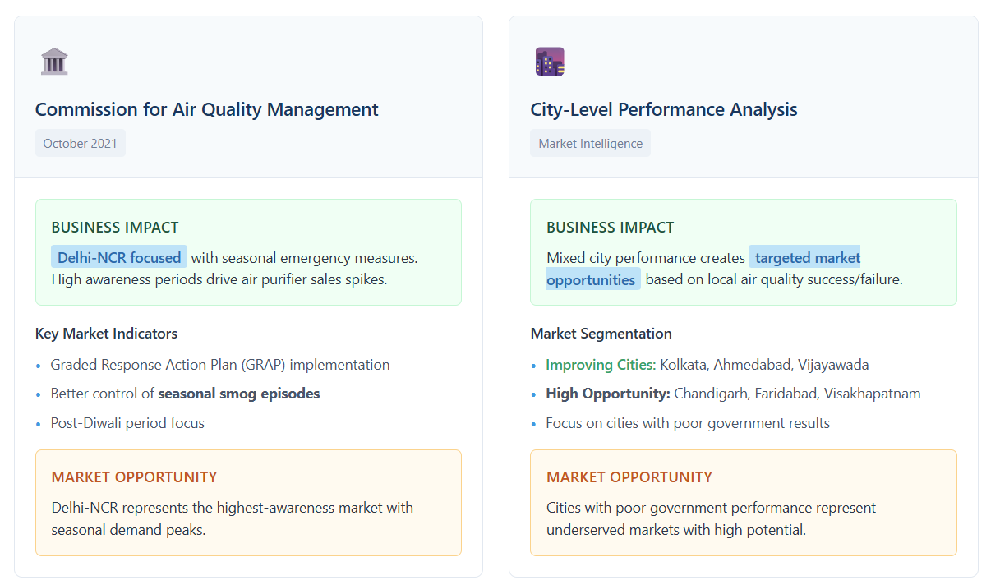 Commission for Air Quality Management
October 2021
BUSINESS IMPACT
Delhi-NCR focused with seasonal emergency measures.
High awareness periods drive air purifier sales spikes.
Key Market Indicators
• Graded Response Action Plan (GRAP) implementation
• Better control of seasonal smog episodes
• Post-Diwali period focus
MARKET OPPORTUNITY
Delhi-NCR represents the highest-awareness market with
seasonal demand peaks.
City-Level Performance Analysis
Market Intelligence
BUSINESS IMPACT
Mixed city performance creates targeted market
opportunities based on local air quality success/failure.
Market Segmentation
• Improving Cities: Kolkata, Ahmedabad, Vijayawada
• High Opportunity: Chandigarh, Faridabad, Visakhapatnam
• Focus on cities with poor government results
MARKET OPPORTUNITY
Cities with poor government performance represent
underserved markets with high potential.